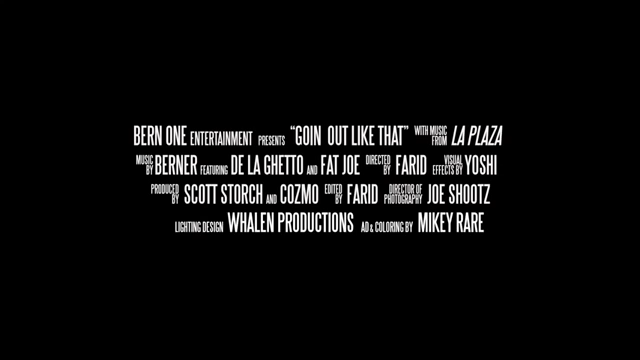 BERN ONE ENTERTAINMENT PRESENTS "GOIN OUT LIKE THAT" WITH MUSIC FROM LA PLAZA
MUSIC BY BERNER FEATURING DE LA GHETTO AND FAT JOE DIRECTED BY FARID VISUAL EFFECTS BY YOSHI
PRODUCED BY SCOTT STORCH AND COZMO EDITED BY FARID DIRECTOR OF PHOTOGRAPHY JOE SHOOTZ
LIGHTING DESIGN WHALEN PRODUCTIONS AD & COLORING BY MIKEY RARE